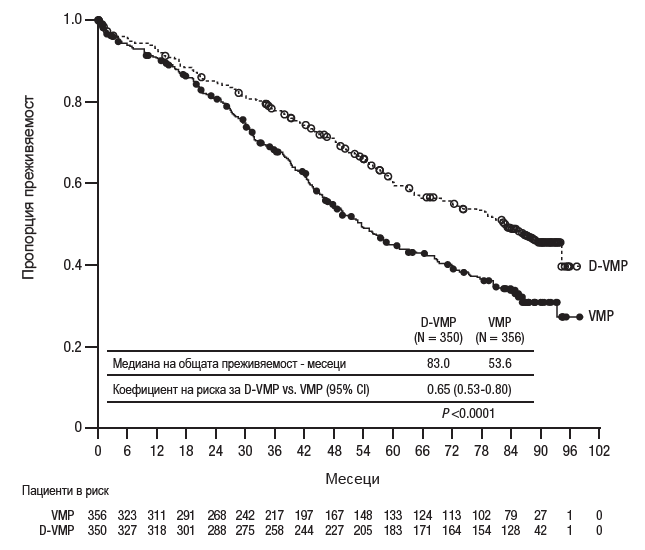 Пропорция преживяемост
1.0
0.8
0.6
0.4
0.2
0
D-VMP
VMP
D-VMP VMP
(N = 350) (N = 356)
Медиана на общата преживяемост - месеци 83.0 53.6
Коефициент на риска за D-VMP vs. VMP (95% CI) 0.65 (0.53-0.80)
P<0.0001
0 6 12 18 24 30 36 42 48 54 60 66 72 78 84 90 96 102
Месеци
Пациенти в риск
VMP 356 323 311 291 268 242 217 197 167 148 133 124 113 102 79 27 1 0
D-VMP 350 327 318 301 288 275 258 244 227 205 183 171 164 154 128 42 1 0